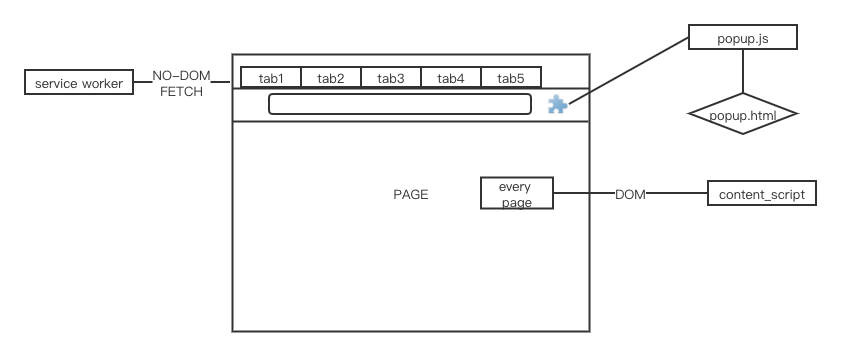 popup.js
service worker
NO-DOM
FETCH
tab1
tab2
tab3
tab4
tab5
popup.html
PAGE
every
page
DOM
content_script